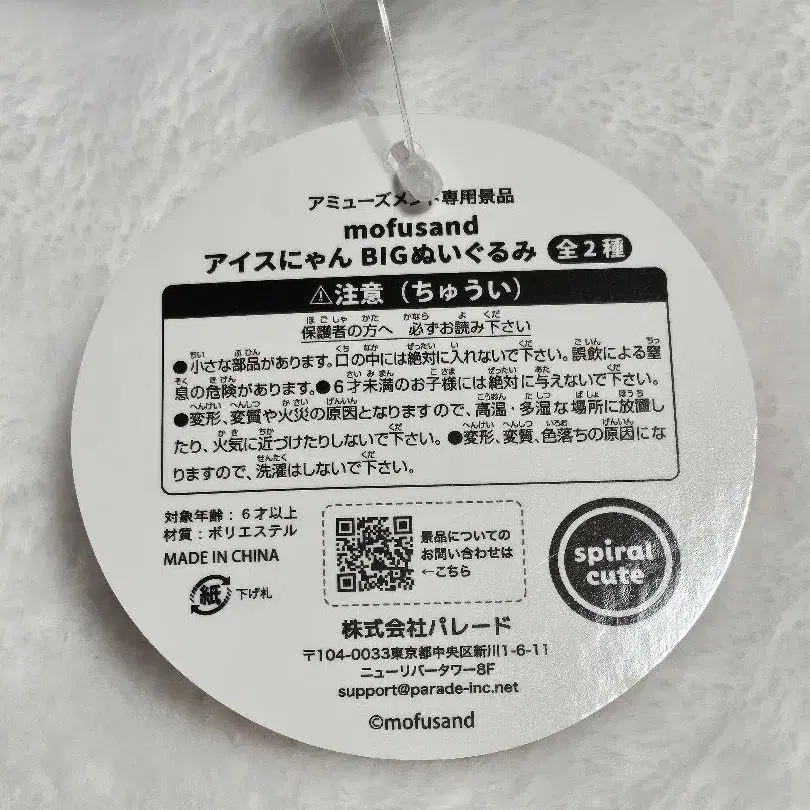 アミューズメント専用景品
mofusand
アイスにゃん BIGぬいぐるみ 全2種
⚠注意（ちゅうい）
保護者の方へ 必ずお読み下さい
●小さな部品があります。口の中には絶対に入れないで下さい。誤飲による窒
息の危険があります。●6才未満のお子様には絶対に与えないで下さい。
●変形、変質や火災の原因となりますので、高温・多湿な場所に放置し
たり、火気に近づけたりしないで下さい。●変形、変質、色落ちの原因にな
りますので、洗濯はしないで下さい。
対象年齢：6才以上
材質：ポリエステル
MADE IN CHINA
紙 下げ札
景品についての
お問い合わせは
←こちら
spiral
cute
株式会社パレード
〒104-0033東京都中央区新川1-6-11
ニューリバータワー8F
support@parade-inc.net
©mofusand